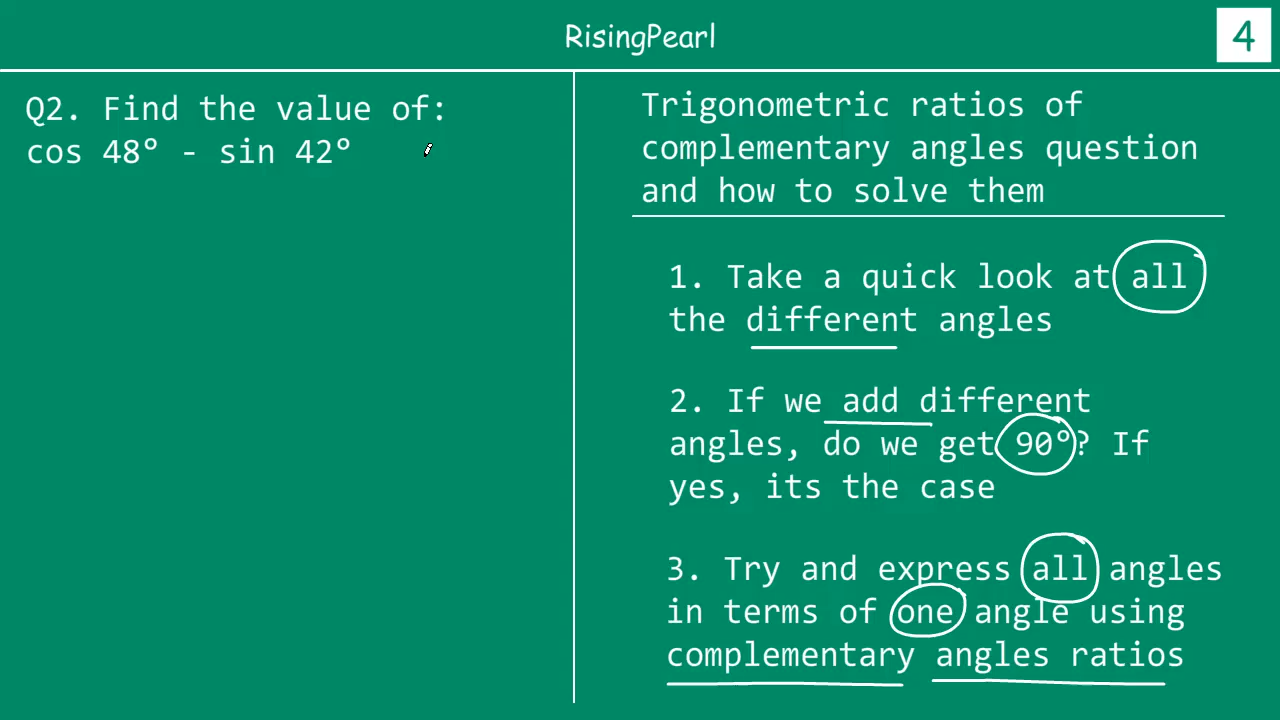 RisingPearl
4
Q2. Find the value of:
cos 48° - sin 42°
Trigonometric ratios of
complementary angles question
and how to solve them
1. Take a quick look at all
the different angles
2. If we add different
angles, do we get 90°? If
yes, its the case
3. Try and express all angles
in terms of one angle using
complementary angles ratios